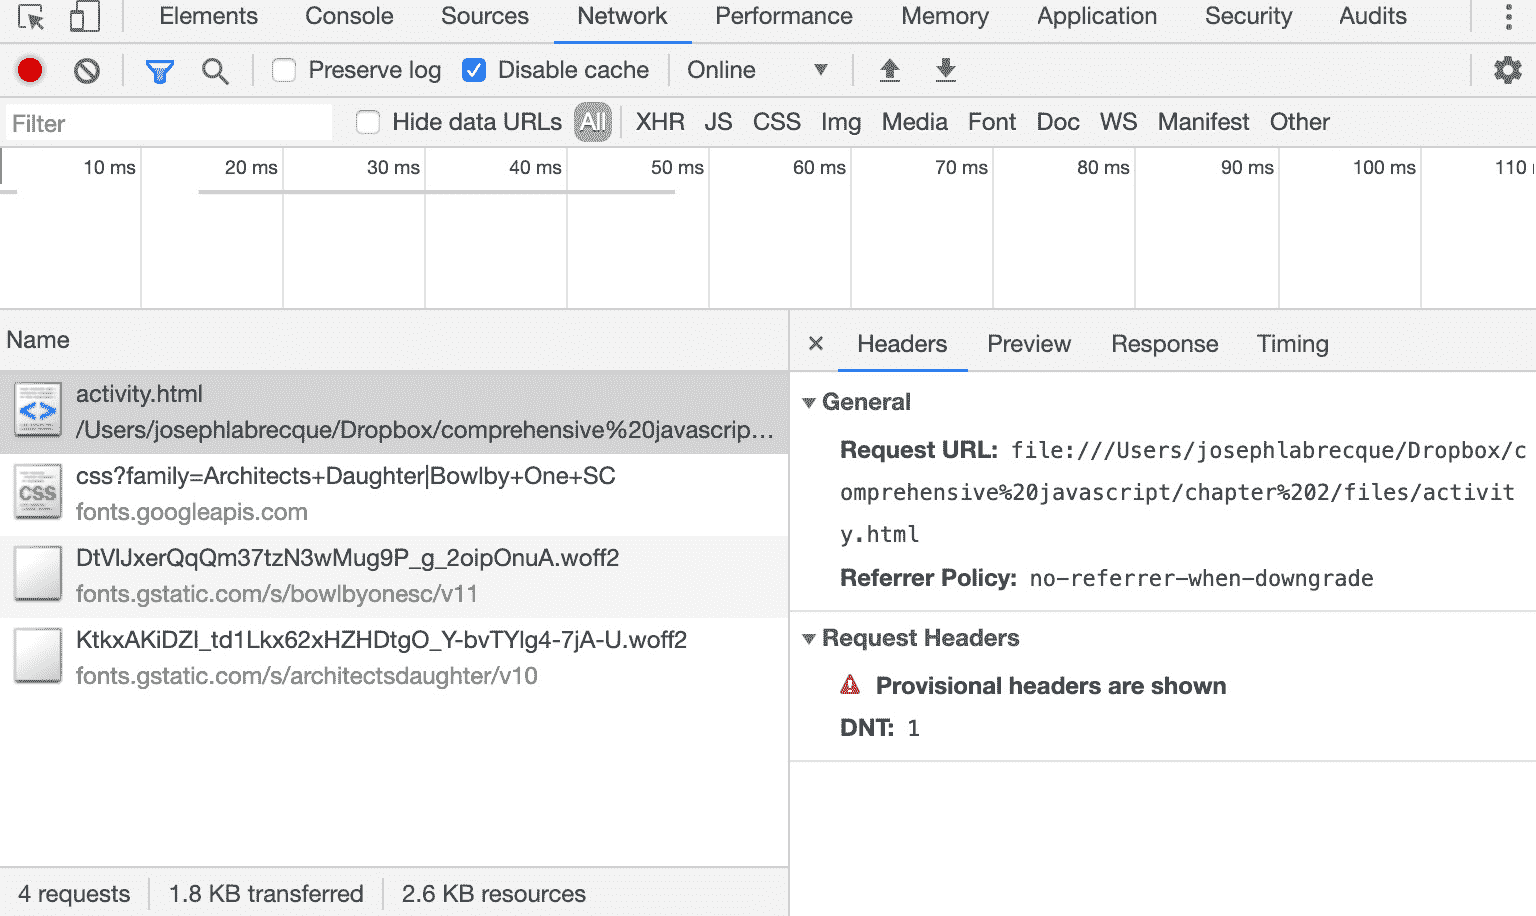 Elements Console Sources Network Performance Memory Application Security Audits
Preserve log Disable cache Online
Filter Hide data URLs All XHR JS CSS Img Media Font Doc WS Manifest Other
10 ms 20 ms 30 ms 40 ms 50 ms 60 ms 70 ms 80 ms 90 ms 100 ms 110
Name
activity.html
/Users/josephlabrecque/Dropbox/comprehensive%20javascrip…
css?family=Architects+Daughter|Bowlby+One+SC
fonts.googleapis.com
DtVlJxerQqQm37tzN3wMug9P_g_2oipOnuA.woff2
fonts.gstatic.com/s/bowlbyonesc/v11
KtkxAKiDZI_td1Lkx62xHZHDtgO_Y-bvTYlg4-7jA-U.woff2
fonts.gstatic.com/s/architectsdaughter/v10
4 requests 1.8 KB transferred 2.6 KB resources
× Headers Preview Response Timing
General
Request URL: file:///Users/josephlabrecque/Dropbox/c
omprehensive%20javascript/chapter%202/files/activit
y.html
Referrer Policy: no-referrer-when-downgrade
Request Headers
Provisional headers are shown
DNT: 1